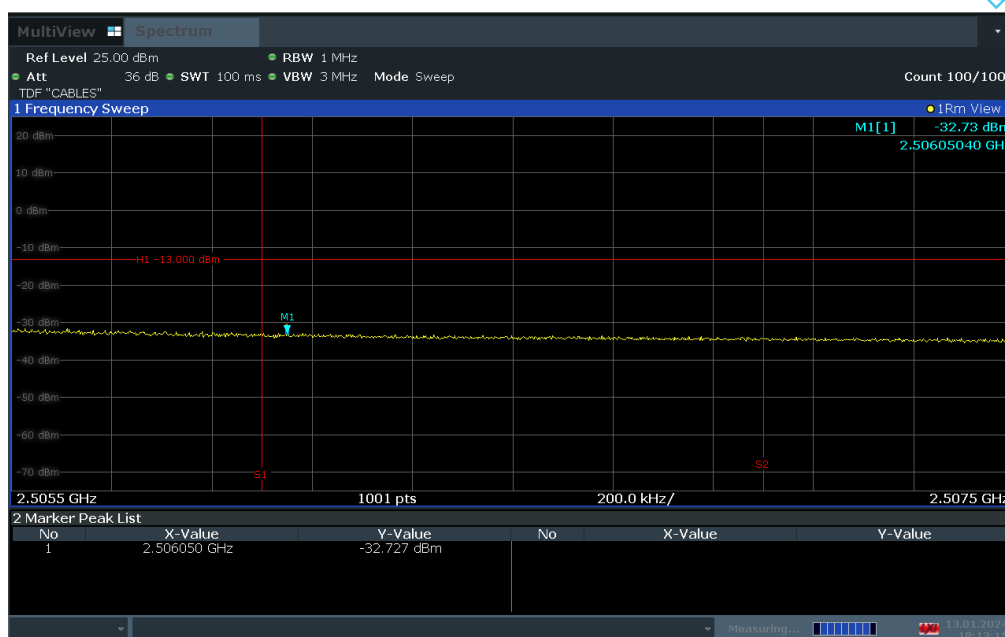 MultiView Spectrum
Ref Level 25.00 dBm RBW 1 MHz
Att 36 dB SWT 100 ms VBW 3 MHz Mode Sweep Count 100/100
TDF "CABLES"
1 Frequency Sweep 1Rm View
M1[1] -32.73 dBm
2.50605040 GH
20 dBm
10 dBm
0 dBm
-10 dBm
H1 -13.000 dBm
-20 dBm
-30 dBm
M1
-40 dBm
-50 dBm
-60 dBm
-70 dBm
S1
S2
2.5055 GHz 1001 pts 200.0 kHz/ 2.5075 GHz
2 Marker Peak List
No X-Value Y-Value No X-Value Y-Value
1 2.506050 GHz -32.727 dBm
Measuring...